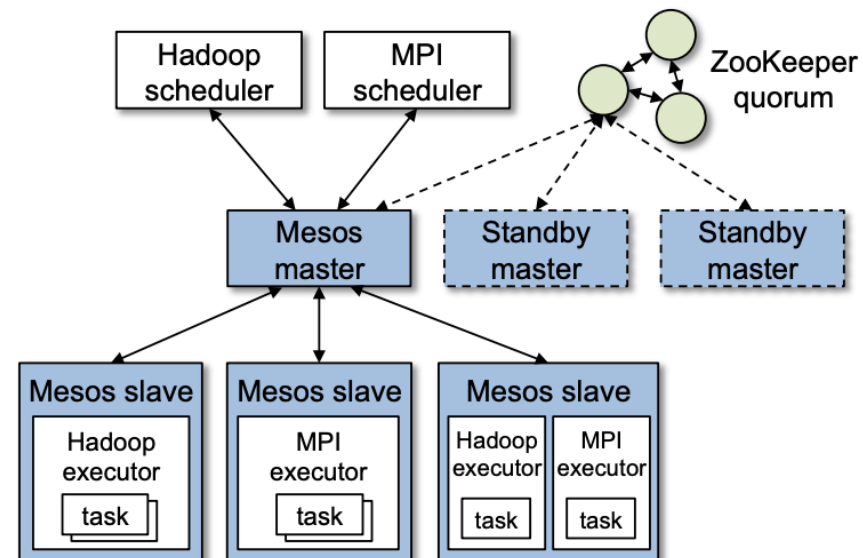 Hadoop
scheduler
MPI
scheduler
ZooKeeper
quorum
Mesos
master
Standby
master
Standby
master
Mesos slave
Hadoop
executor
task
Mesos slave
MPI
executor
task
Mesos slave
Hadoop
executor
task
MPI
executor
task